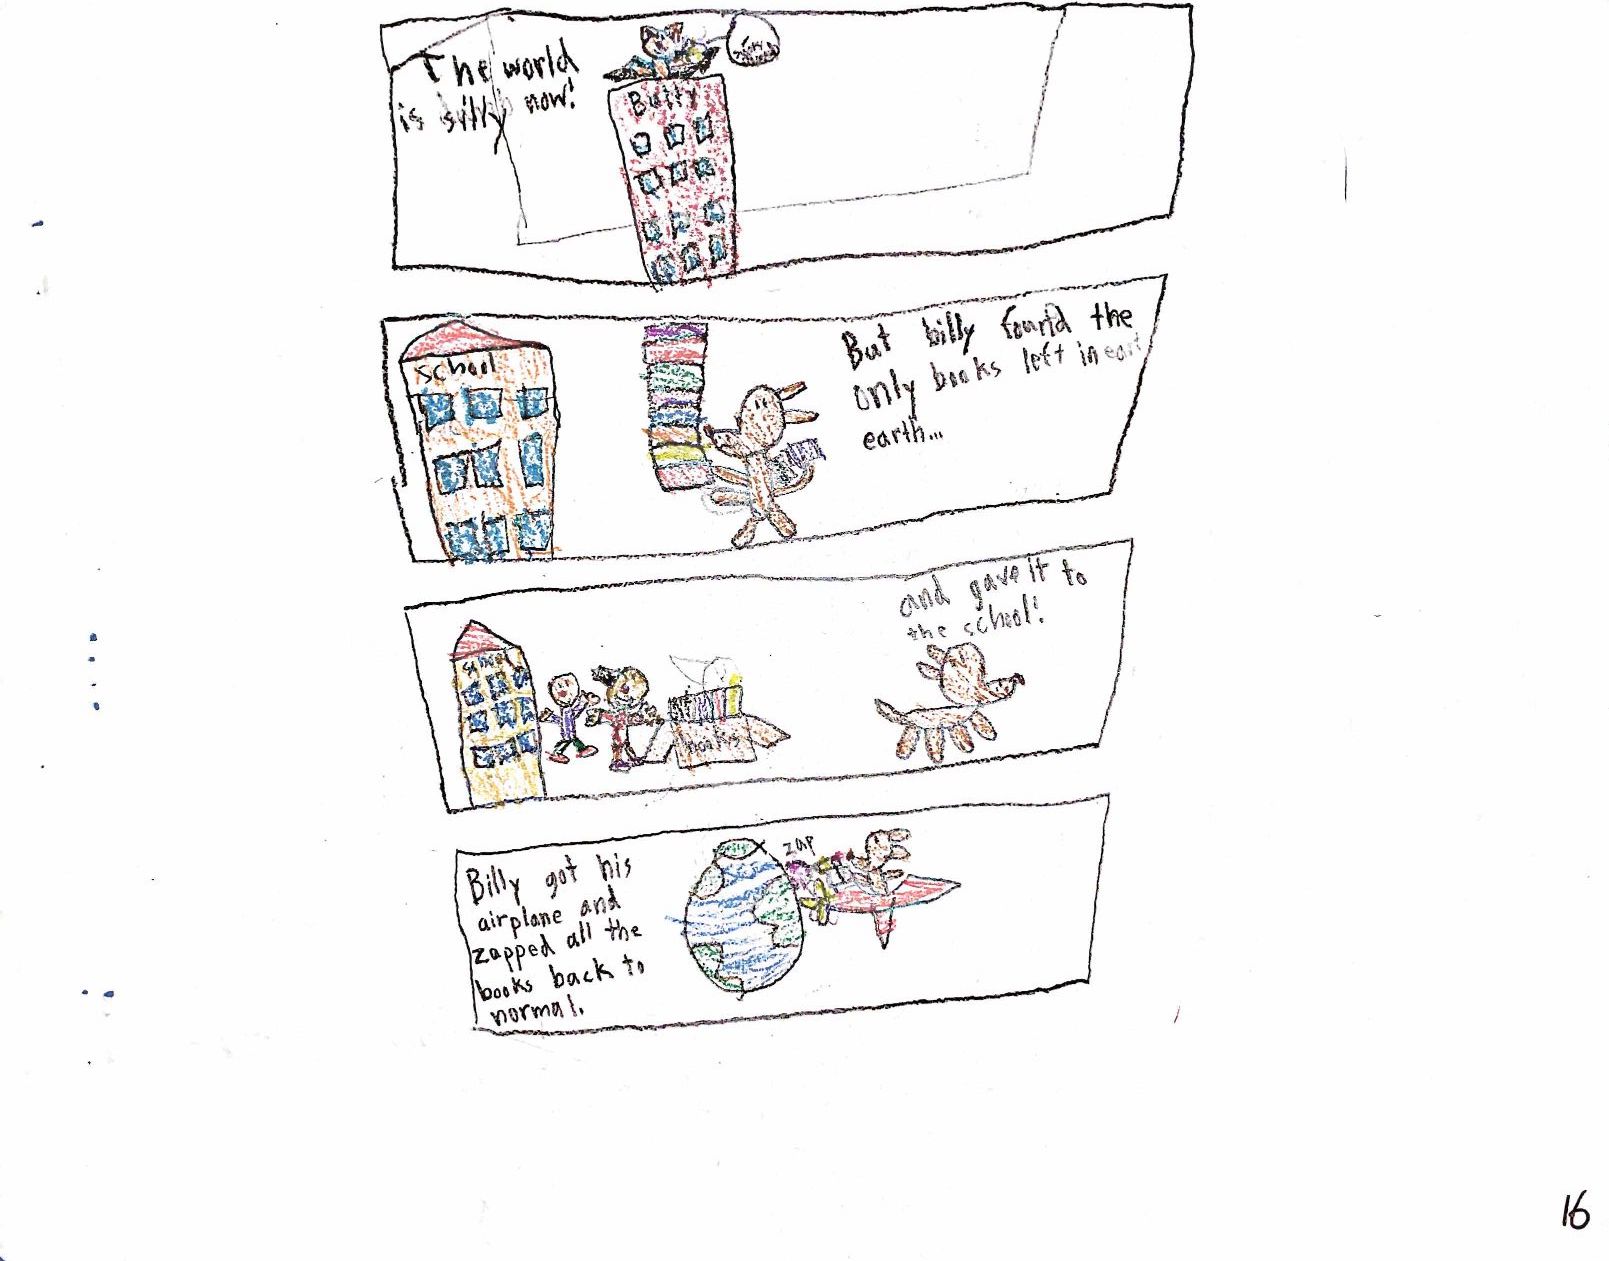 The world
is silly now!
But billy found the
only books left in eart
earth...
School
and gave it to
the school!
School
books
Billy got his
airplane and
zapped all the
books back to
normal.
zap
16